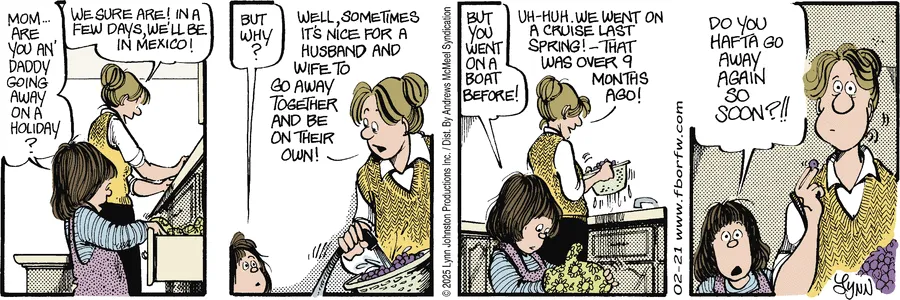 MOM...
ARE
YOU AN'
DADDY
GOING
AWAY
ON A
HOLIDAY
?
WE SURE ARE! IN A
FEW DAYS, WE'LL BE
IN MEXICO!
BUT
WHY
?
WELL, SOMETIMES
IT'S NICE FOR A
HUSBAND AND
WIFE TO
GO AWAY
TOGETHER
AND BE
ON THEIR
OWN!
© 2025 Lynn Johnston Productions Inc. / Dist. By Andrews McMeel Syndication
BUT
YOU
WENT
ON A
BOAT
BEFORE!
UH-HUH. WE WENT ON
A CRUISE LAST
SPRING! – THAT
WAS OVER 9
MONTHS
AGO!
02-21 www.fborfw.com
DO YOU
HAFTA GO
AWAY
AGAIN
SO
SOON?!!
LYNN